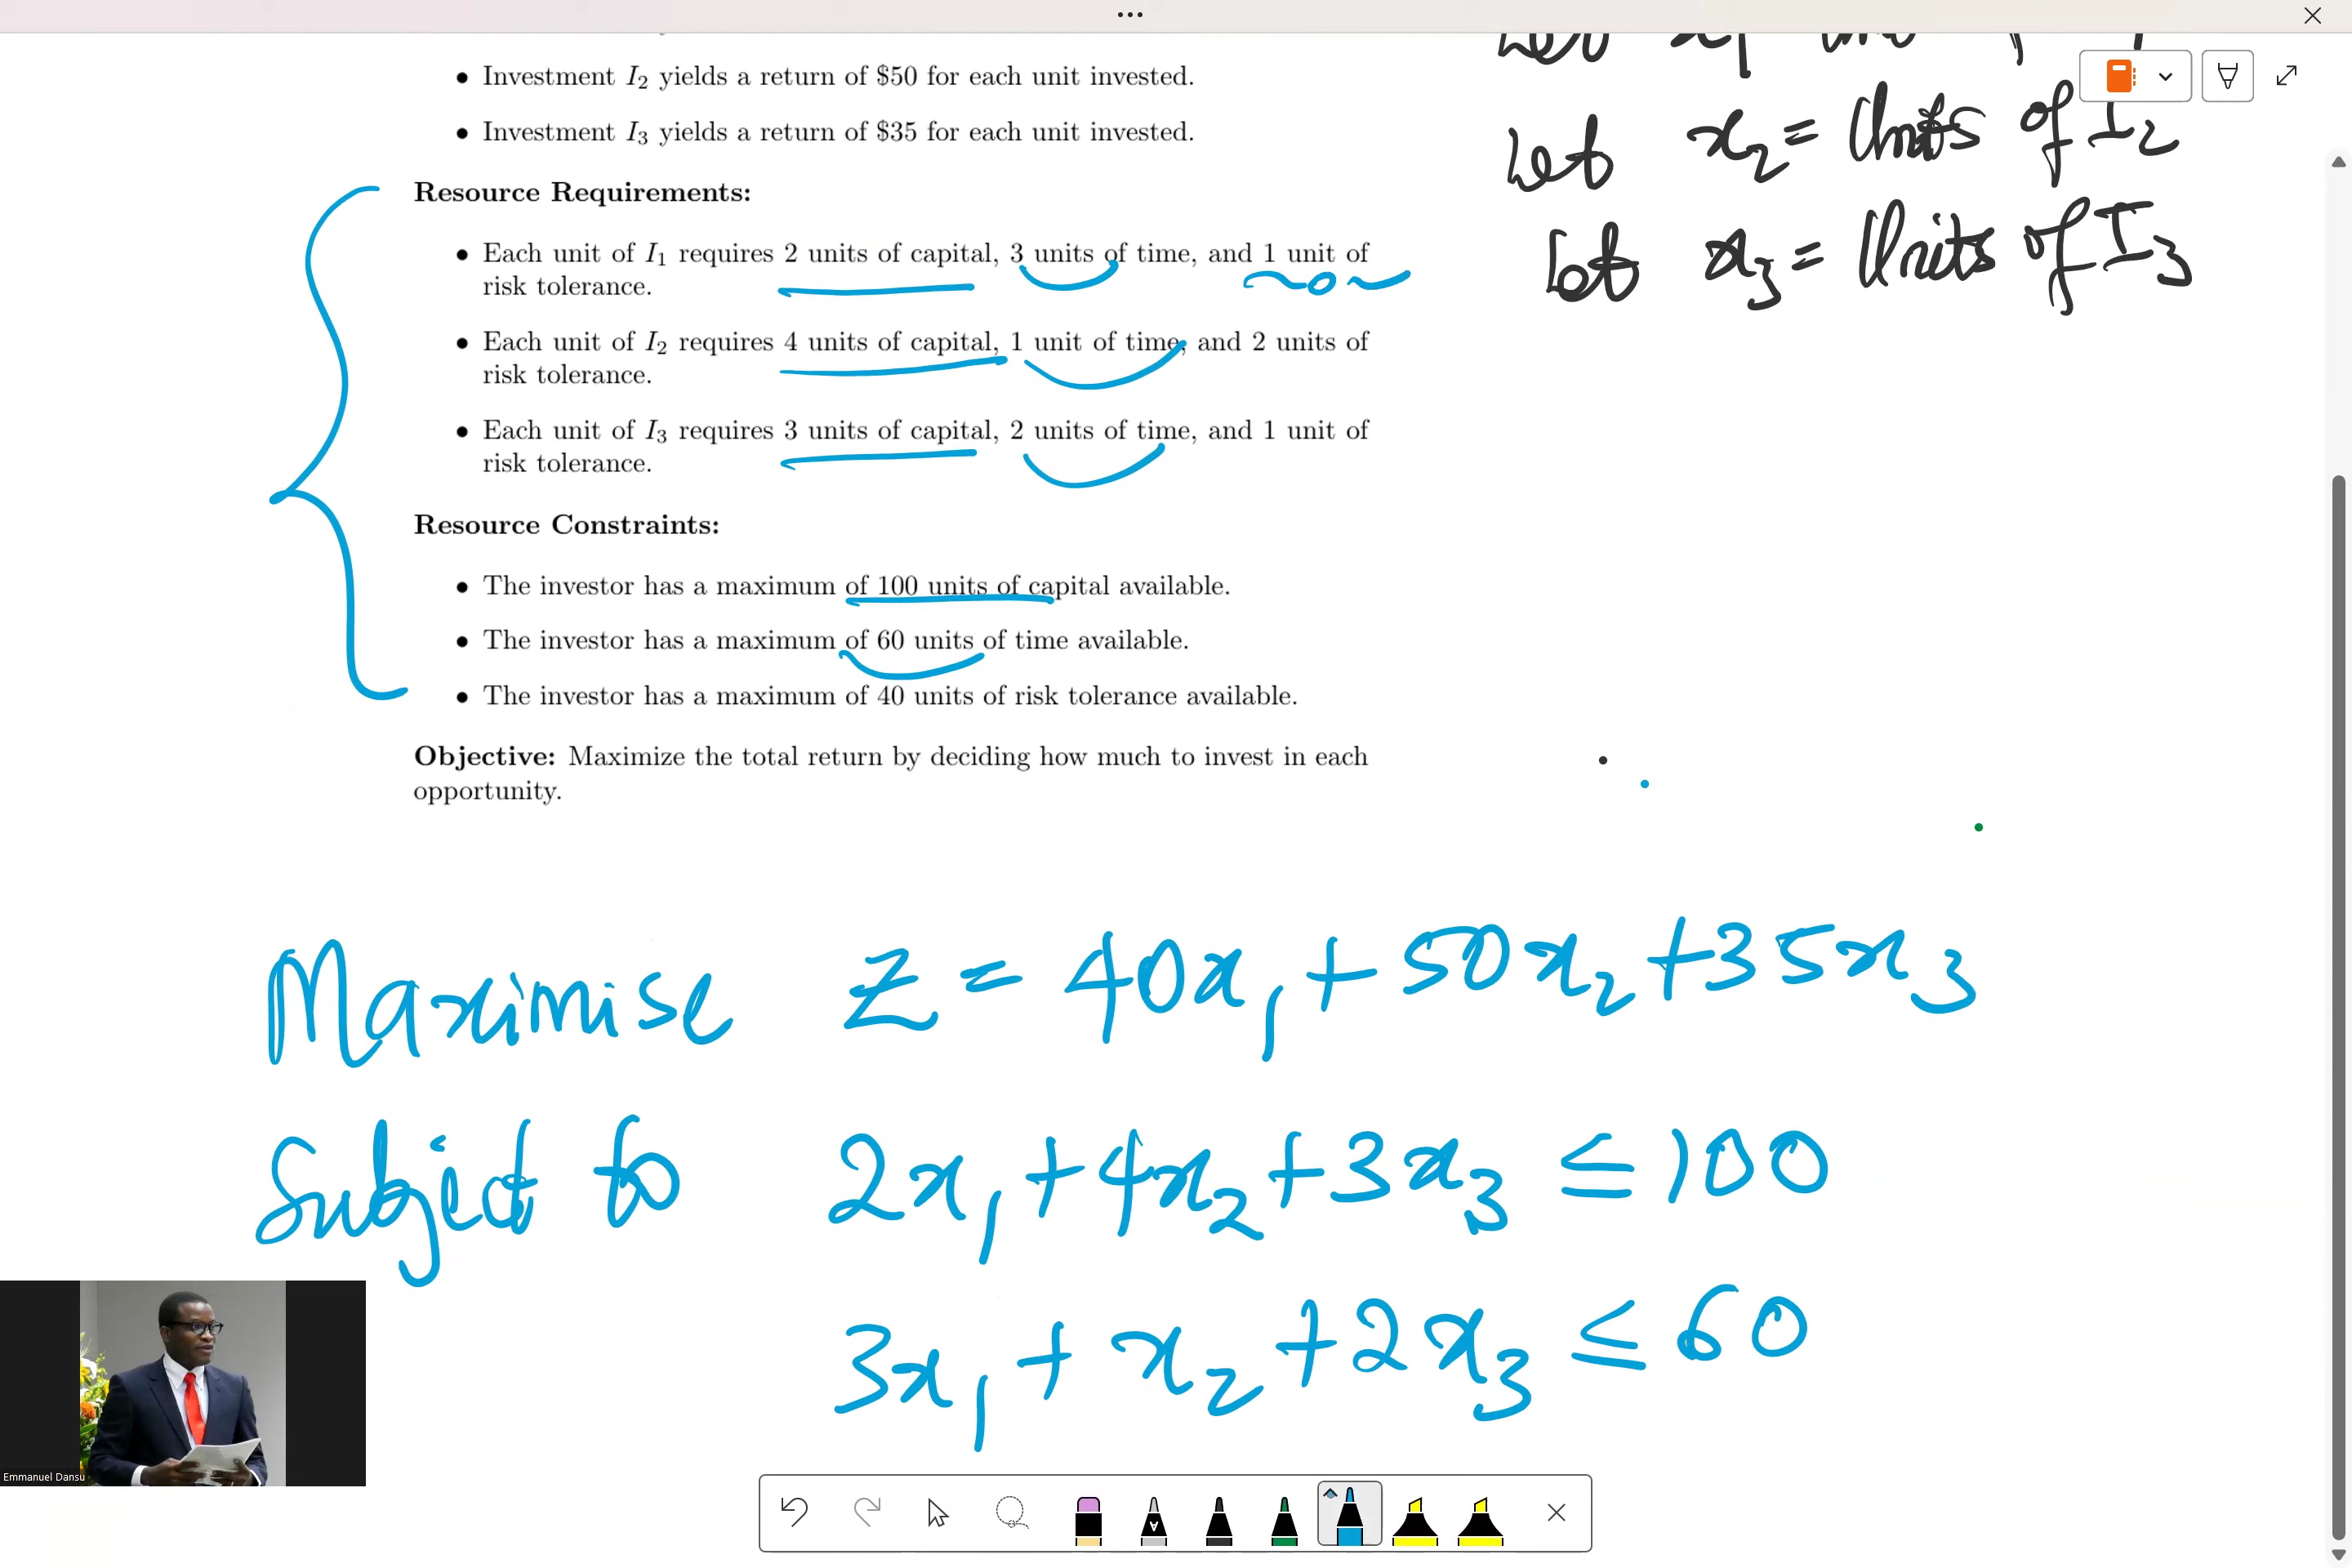 Let x₂ = Units of I₂
Let x₃ = Units of I₃
• Investment I₂ yields a return of $50 for each unit invested.
• Investment I₃ yields a return of $35 for each unit invested.
Resource Requirements:
• Each unit of I₁ requires 2 units of capital, 3 units of time, and 1 unit of
risk tolerance.
• Each unit of I₂ requires 4 units of capital, 1 unit of time, and 2 units of
risk tolerance.
• Each unit of I₃ requires 3 units of capital, 2 units of time, and 1 unit of
risk tolerance.
Resource Constraints:
• The investor has a maximum of 100 units of capital available.
• The investor has a maximum of 60 units of time available.
• The investor has a maximum of 40 units of risk tolerance available.
Objective: Maximize the total return by deciding how much to invest in each
opportunity.
Maximise Z = 40x₁ + 50x₂ + 35x₃
Subject to 2x₁ + 4x₂ + 3x₃ ≤ 100
3x₁ + x₂ + 2x₃ ≤ 60
Emmanuel Dansu